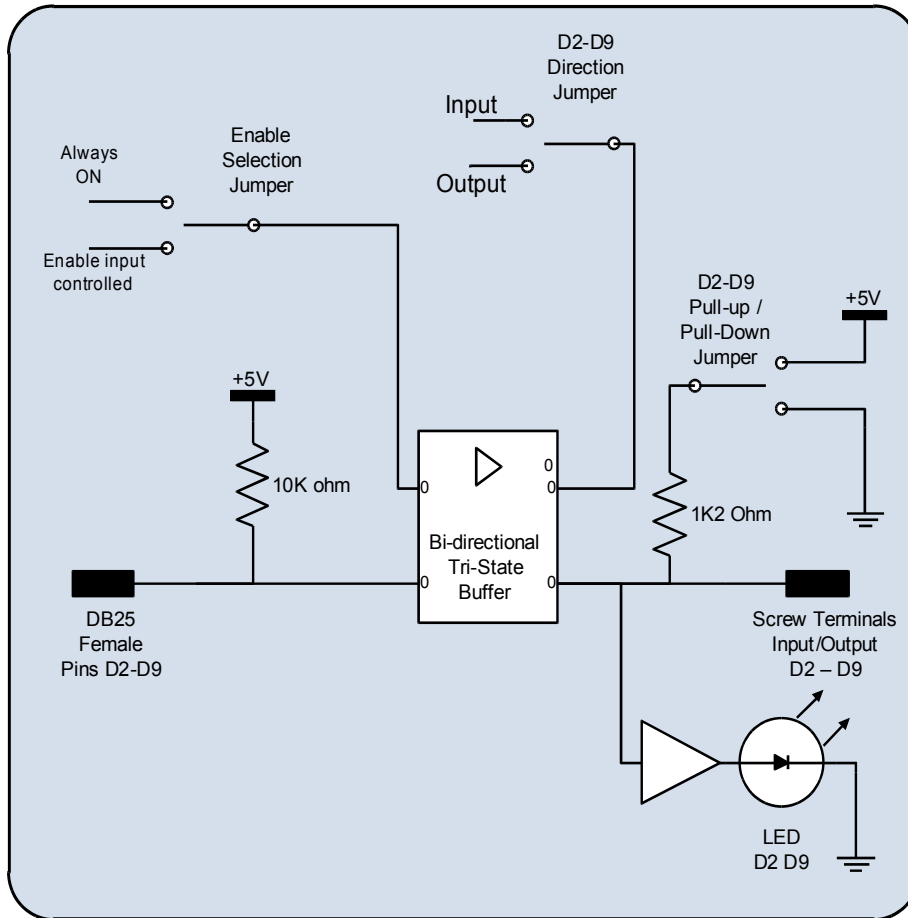 D2-D9
Direction
Jumper
Input
Output
Enable
Selection
Jumper
Always
ON
Enable input
controlled
D2-D9
Pull-up /
Pull-Down
Jumper
+5V
+5V
10K ohm
1K2 Ohm
0
0
0
0
0
Bi-directional
Tri-State
Buffer
DB25
Female
Pins D2-D9
Screw Terminals
Input/Output
D2 – D9
LED
D2 D9